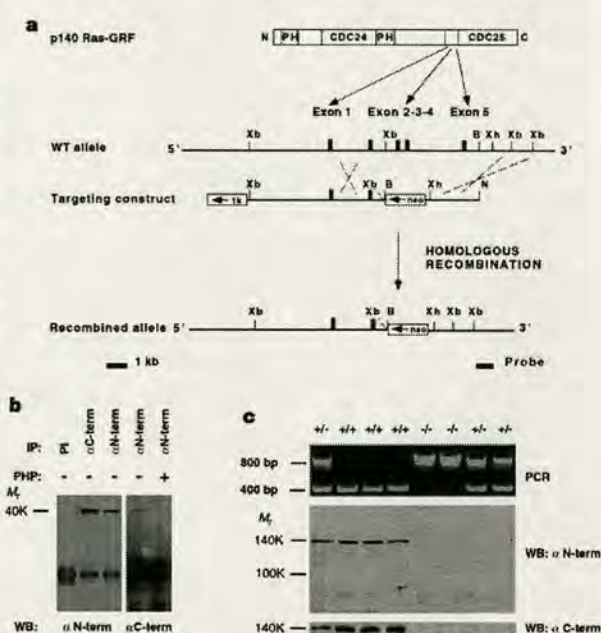 a
p140 Ras-GRF
N PH CDC24 PH CDC25 C
Exon 1 Exon 2-3-4 Exon 5
Xb Xb B Xh Xb Xb
WT allele 5' 3'
Xb Xb B Xh N
Targeting construct tk neo
HOMOLOGOUS
RECOMBINATION
Xb Xb B Xh Xb Xb
Recombined allele 5' neo 3'
1 kb Probe
b
IP: PI αC-term αN-term αN-term αN-term
PHP: - - - - +
Mr
40K
WB: α N-term αC-term
c
+/- +/+ +/+ +/+ -/- -/- +/- +/-
800 bp
400 bp
PCR
Mr
140K
100K
WB: α N-term
140K
WB: α C-term